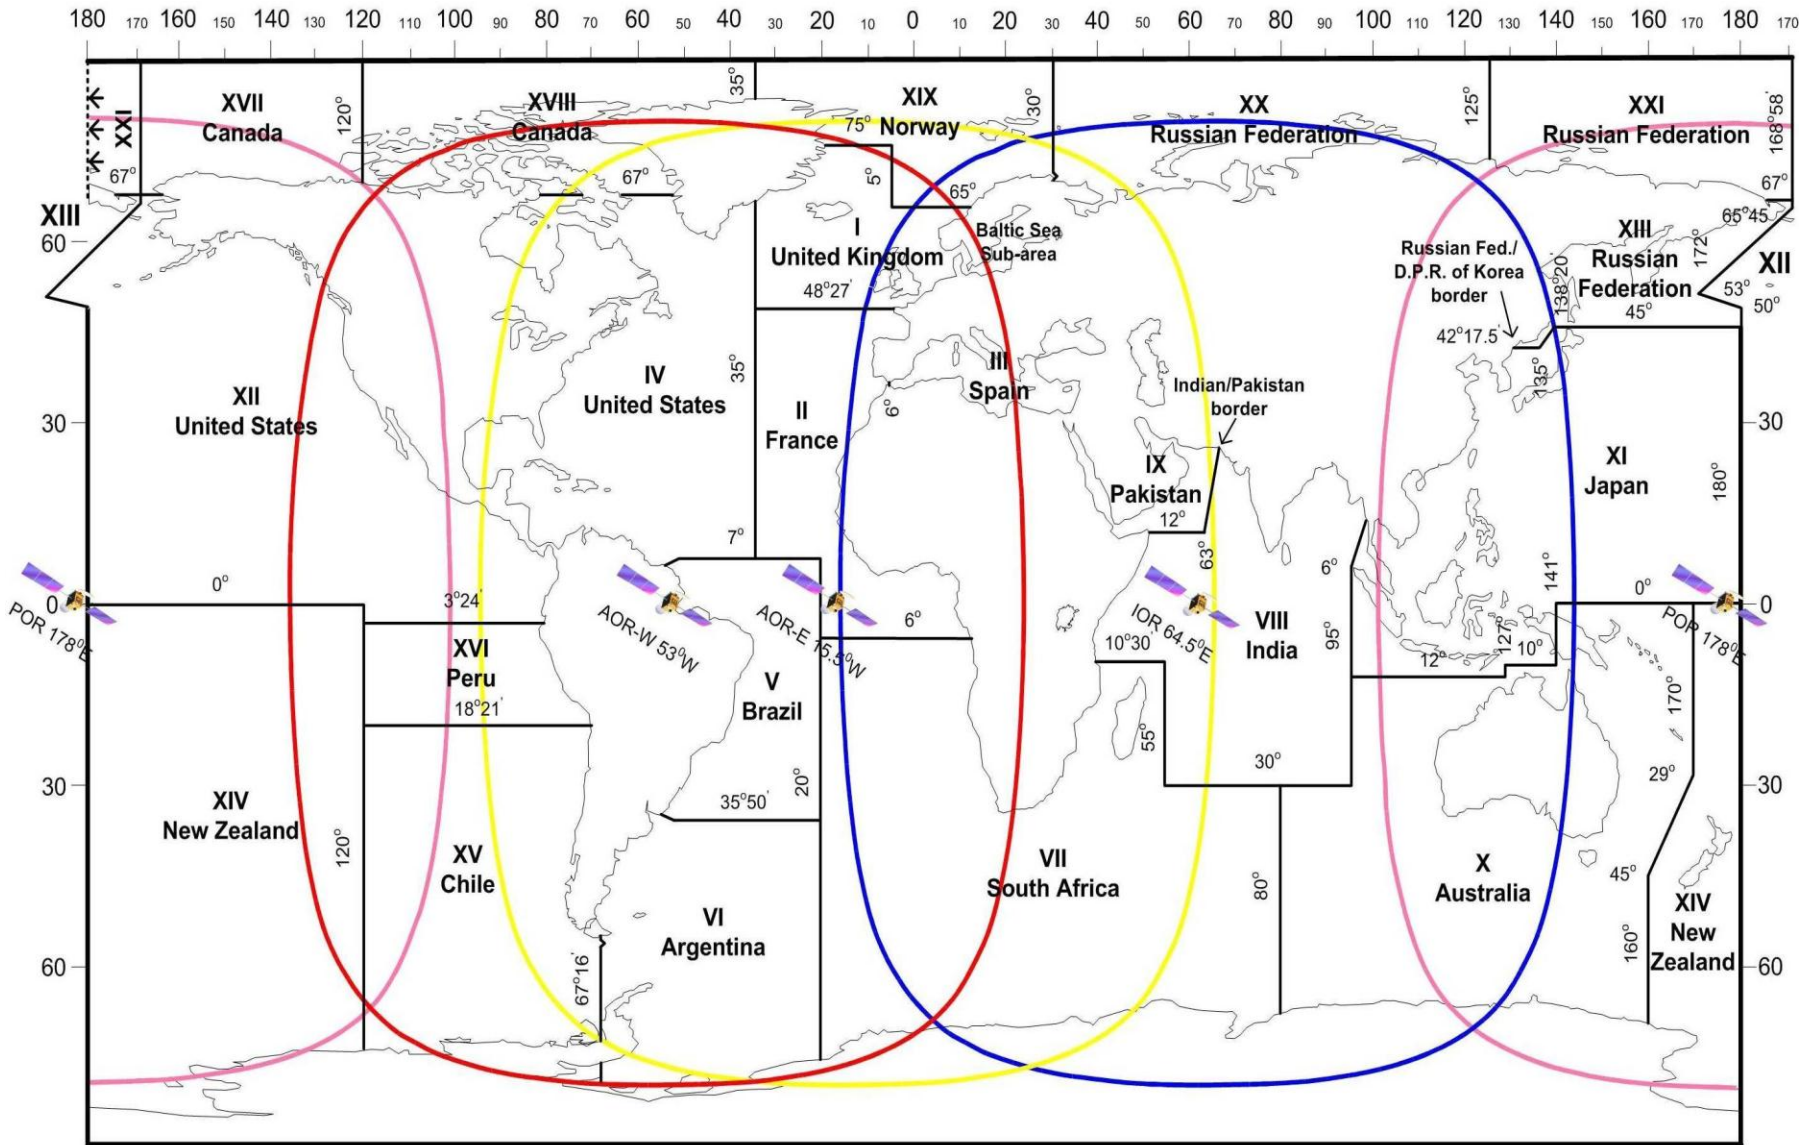 180 170 160 150 140 130 120 110 100 90 80 70 60 50 40 30 20 10 0 10 20 30 40 50 60 70 80 90 100 110 120 130 140 150 160 170 180 170
XXI
XVII
Canada
120°
XVIII
Canada
35°
XIX
Norway
75°
30°
XX
Russian Federation
125°
XXI
Russian Federation
168°58'
67°
67°
5°
65°
67°
65°45'
XIII
60
I
United Kingdom
48°27'
Baltic Sea
Sub-area
Russian Fed./
D.P.R. of Korea
border
138°20'
XIII
Russian
Federation
172°
XII
53°
50°
45°
42°17.5'
135°
XII
United States
IV
United States
35°
II
France
6°
III
Spain
Indian/Pakistan
border
30
30
IX
Pakistan
12°
XI
Japan
180°
7°
63°
6°
141°
0°
0
POR 178°E
3°24'
AOR-W 53°W
AOR-E 15.5°W
6°
IOR 64.5°E
0°
0
POR 178°E
XVI
Peru
18°21'
V
Brazil
10°30'
VIII
India
95°
12°
127°
10°
170°
55°
30°
29°
20°
35°50'
30
30
XIV
New Zealand
120°
XV
Chile
VII
South Africa
80°
X
Australia
45°
VI
Argentina
67°16'
160°
XIV
New
Zealand
60
60